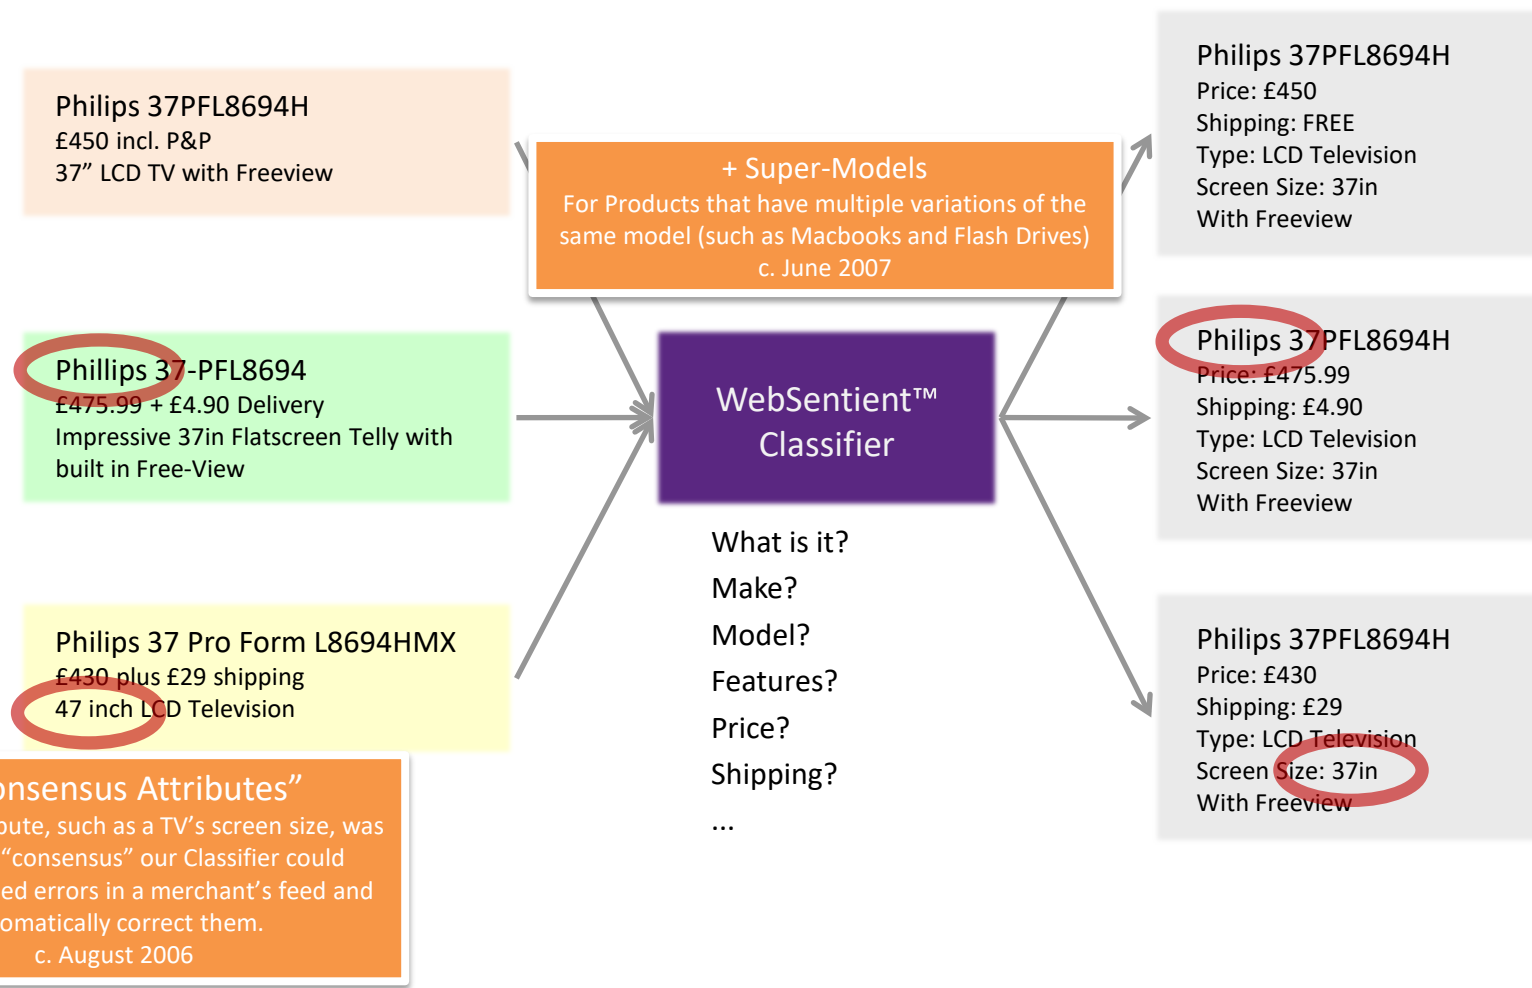 Philips 37PFL8694H
£450 incl. P&P
37” LCD TV with Freeview
+ Super-Models
For Products that have multiple variations of the
same model (such as Macbooks and Flash Drives)
c. June 2007
Philips 37PFL8694H
Price: £450
Shipping: FREE
Type: LCD Television
Screen Size: 37in
With Freeview
Phillips 37-PFL8694
£475.99 + £4.90 Delivery
Impressive 37in Flatscreen Telly with
built in Free-View
WebSentient™
Classifier
Philips 37PFL8694H
Price: £475.99
Shipping: £4.90
Type: LCD Television
Screen Size: 37in
With Freeview
What is it?
Make?
Model?
Features?
Price?
Shipping?
...
Philips 37 Pro Form L8694HMX
£430 plus £29 shipping
47 inch LCD Television
Philips 37PFL8694H
Price: £430
Shipping: £29
Type: LCD Television
Screen Size: 37in
With Freeview
Attributes”
such as a TV’s screen size, was
“consensus” our Classifier could
errors in a merchant’s feed and
correct them.
c. August 2006